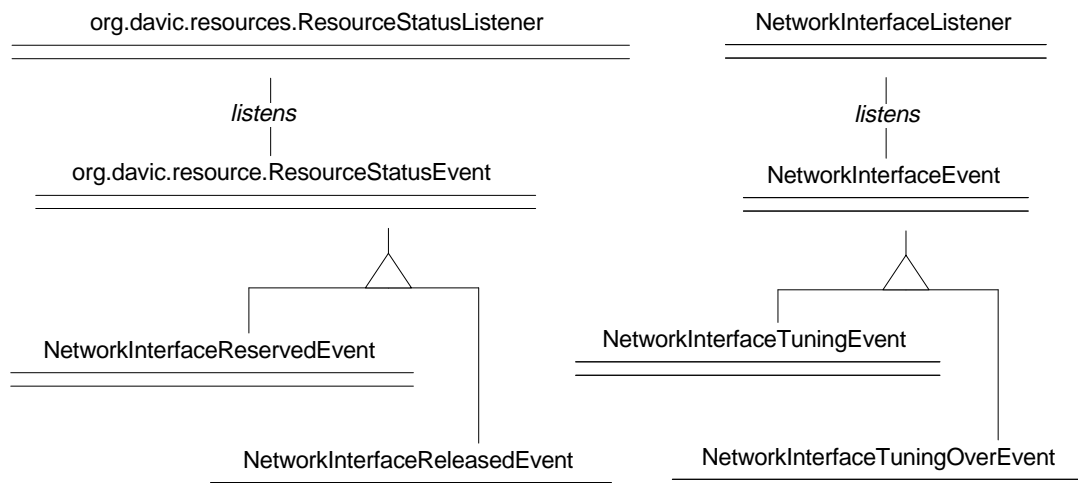 org.davic.resources.ResourceStatusListener
NetworkInterfaceListener
listens
listens
org.davic.resource.ResourceStatusEvent
NetworkInterfaceEvent
NetworkInterfaceReservedEvent
NetworkInterfaceTuningEvent
NetworkInterfaceReleasedEvent
NetworkInterfaceTuningOverEvent